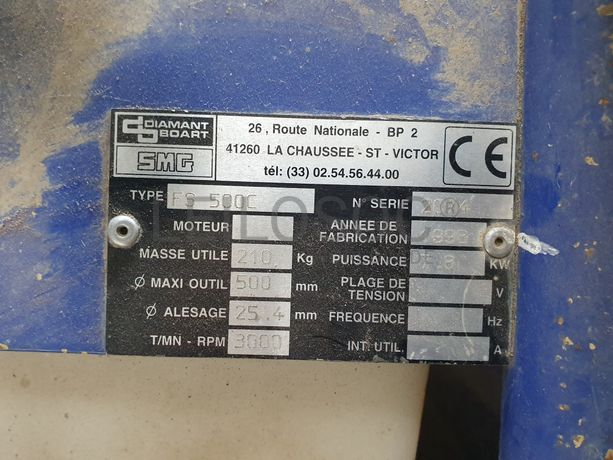 DIAMANT
BOART
SMG
26, Route Nationale - BP 2
41260 LA CHAUSSEE - ST - VICTOR
tél: (33) 02.54.56.44.00
CE
TYPE FS 500C
N° SERIE
MOTEUR
ANNEE DE
FABRICATION
MASSE UTILE 210 Kg
PUISSANCE KW
Ø MAXI OUTIL 500 mm
PLAGE DE
TENSION V
Ø ALESAGE 25.4 mm
FREQUENCE Hz
T/MN - RPM 3000
INT. UTIL. A